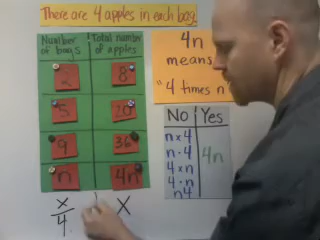 There are 4 apples in each bag
Number of bags
Total number of apples
2 8
5 20
9 36
n 4n
x/4 x
4n
means
"4 times n"
No Yes
n×4
n·4 4n
4×n
4·n
n4